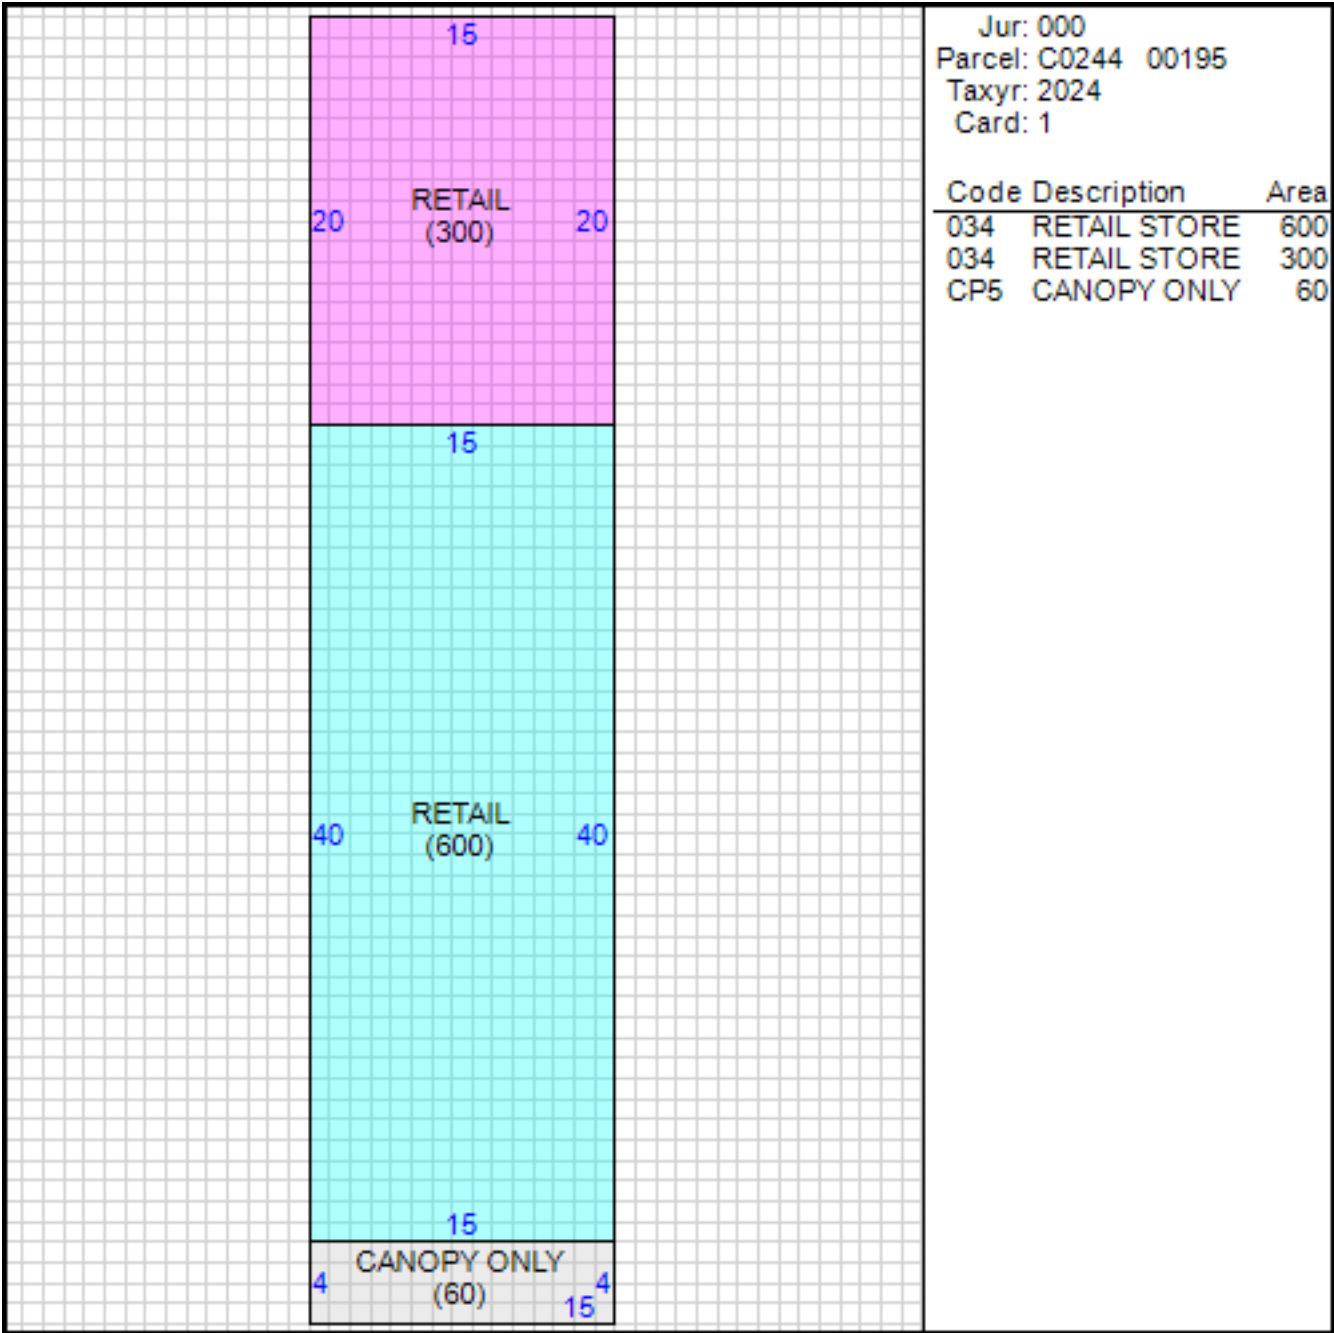 15
RETAIL
(300)
20 20
15
RETAIL
(600)
40 40
15
CANOPY ONLY
(60)
4 4
15
Jur: 000
Parcel: C0244 00195
Taxyr: 2024
Card: 1
Code Description Area
034 RETAIL STORE 600
034 RETAIL STORE 300
CP5 CANOPY ONLY 60